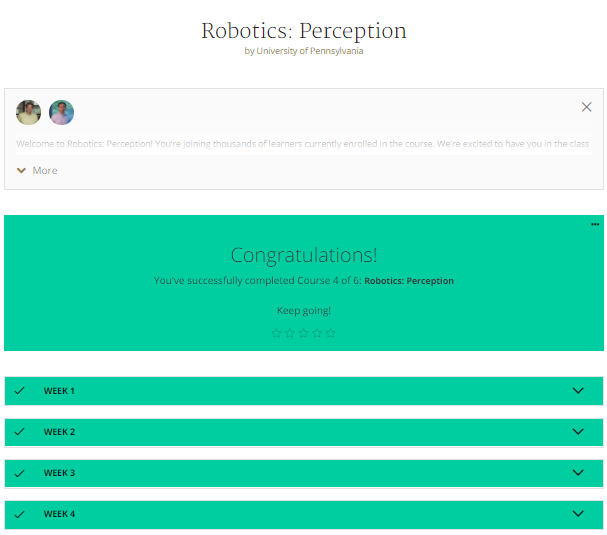 Robotics: Perception
by University of Pennsylvania
Welcome to Robotics: Perception! You're joining thousands of learners currently enrolled in the course. We're excited to have you in the class
More
Congratulations!
You've successfully completed Course 4 of 6: Robotics: Perception
Keep going!
WEEK 1
WEEK 2
WEEK 3
WEEK 4